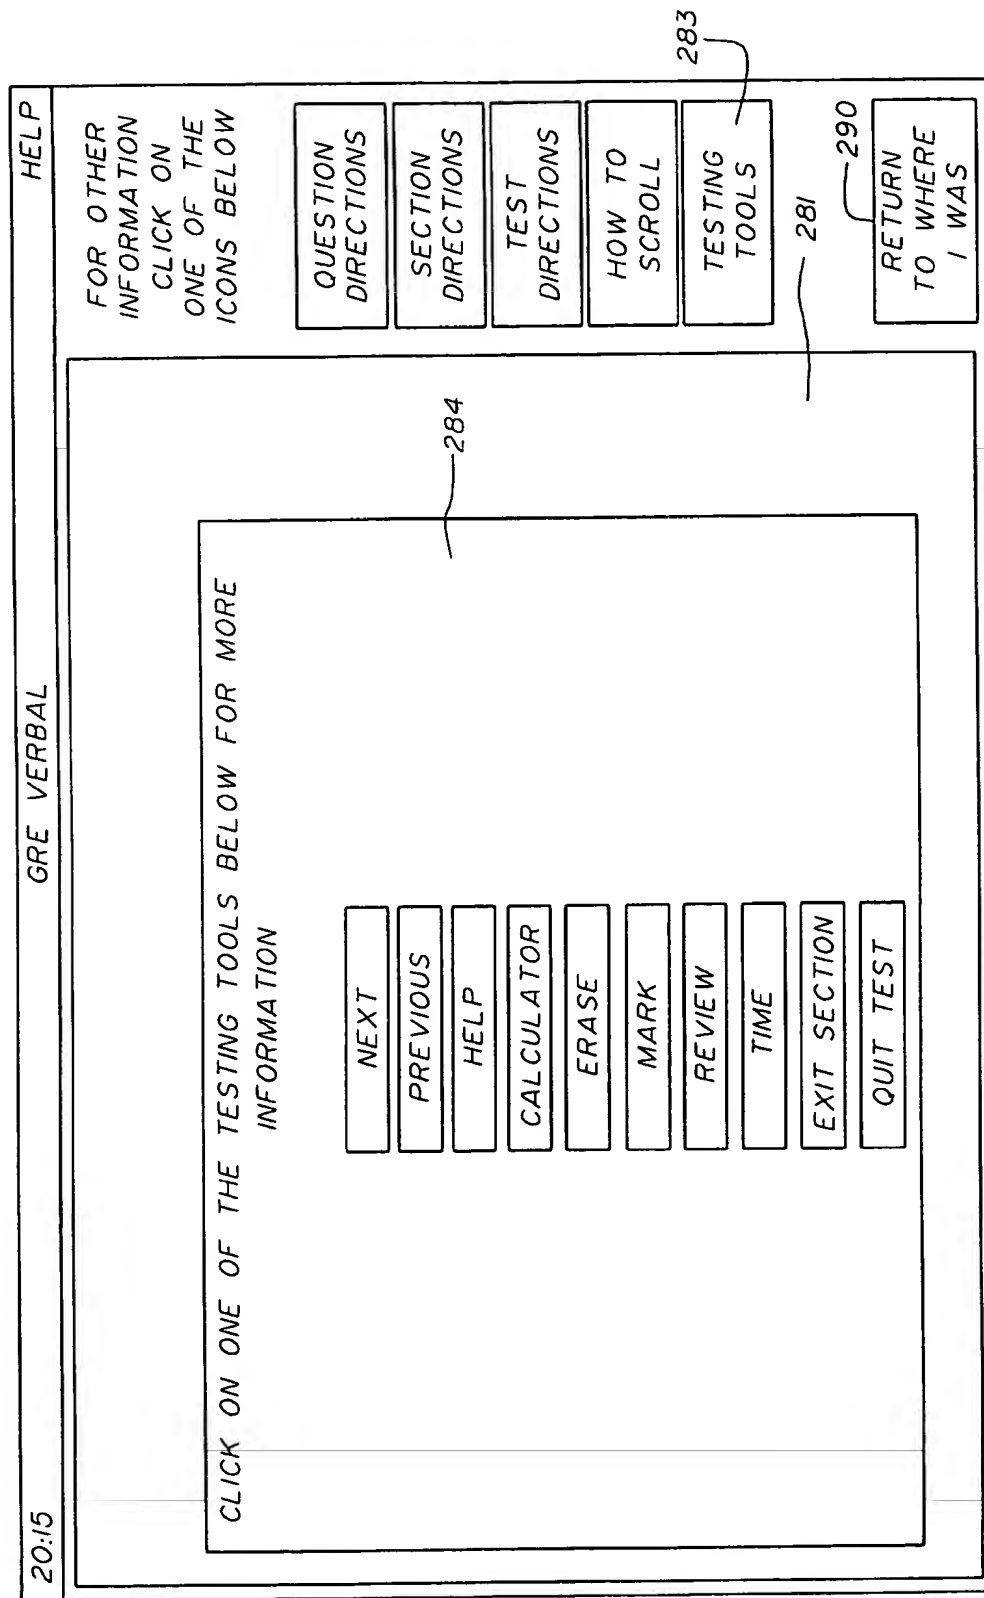 20:15
GRE VERBAL
HELP
CLICK ON ONE OF THE TESTING TOOLS BELOW FOR MORE
INFORMATION
NEXT
PREVIOUS
HELP
CALCULATOR
ERASE
MARK
REVIEW
TIME
EXIT SECTION
QUIT TEST
284
281
FOR OTHER
INFORMATION
CLICK ON
ONE OF THE
ICONS BELOW
QUESTION
DIRECTIONS
SECTION
DIRECTIONS
TEST
DIRECTIONS
HOW TO
SCROLL
TESTING
TOOLS
283
290
RETURN
TO WHERE
I WAS